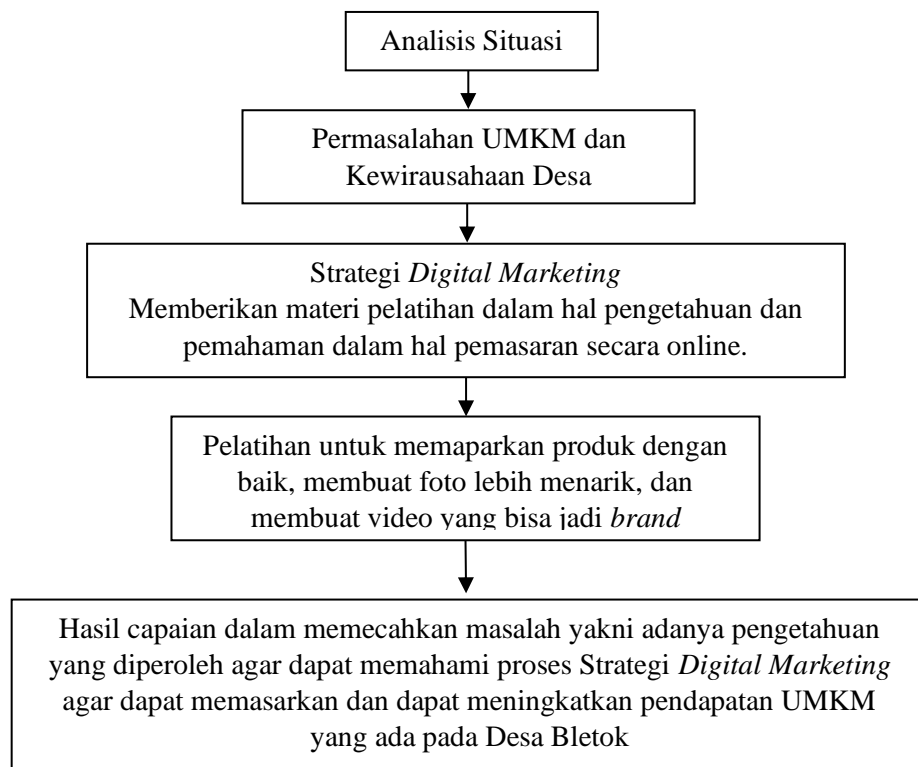 Analisis Situasi
Permasalahan UMKM dan
Kewirausahaan Desa
Strategi Digital Marketing
Memberikan materi pelatihan dalam hal pengetahuan dan
pemahaman dalam hal pemasaran secara online.
Pelatihan untuk memaparkan produk dengan
baik, membuat foto lebih menarik, dan
membuat video yang bisa jadi brand
Hasil capaian dalam memecahkan masalah yakni adanya pengetahuan
yang diperoleh agar dapat memahami proses Strategi Digital Marketing
agar dapat memasarkan dan dapat meningkatkan pendapatan UMKM
yang ada pada Desa Bletok